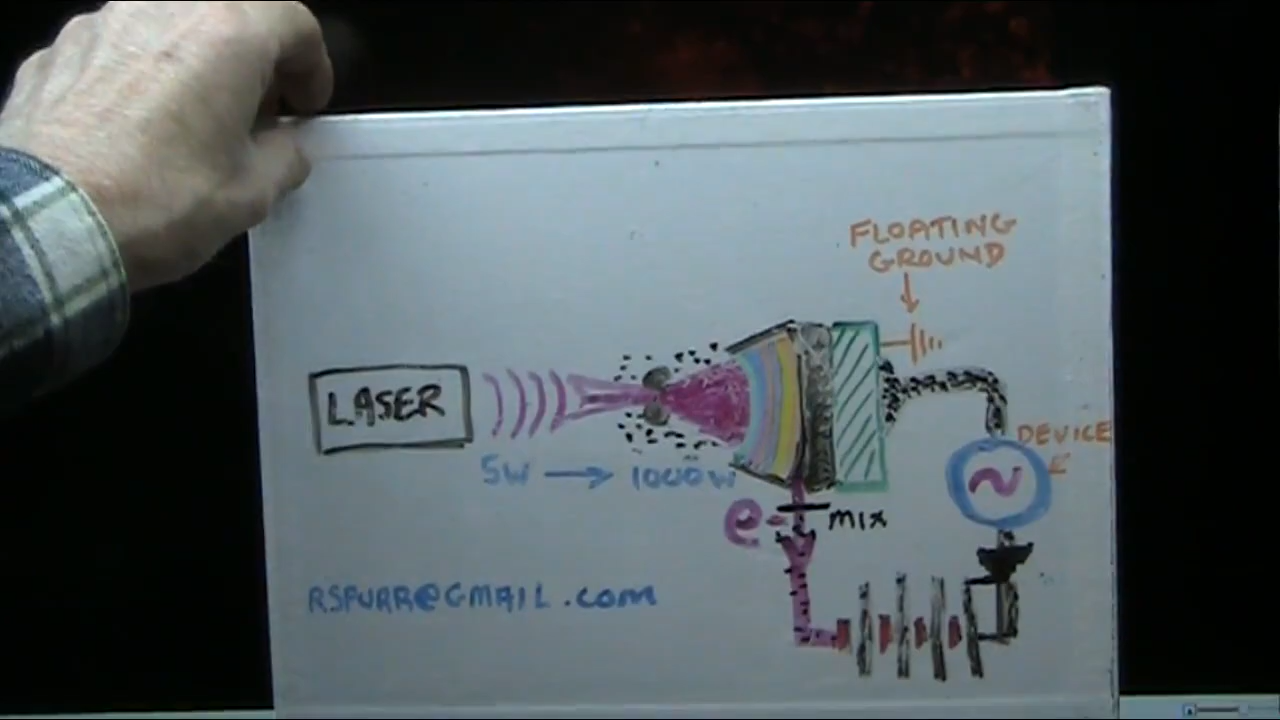 FLOATING
GROUND
LASER
DEVICE
5W → 1000W
e-
mix
RSPURR@GMAIL.com